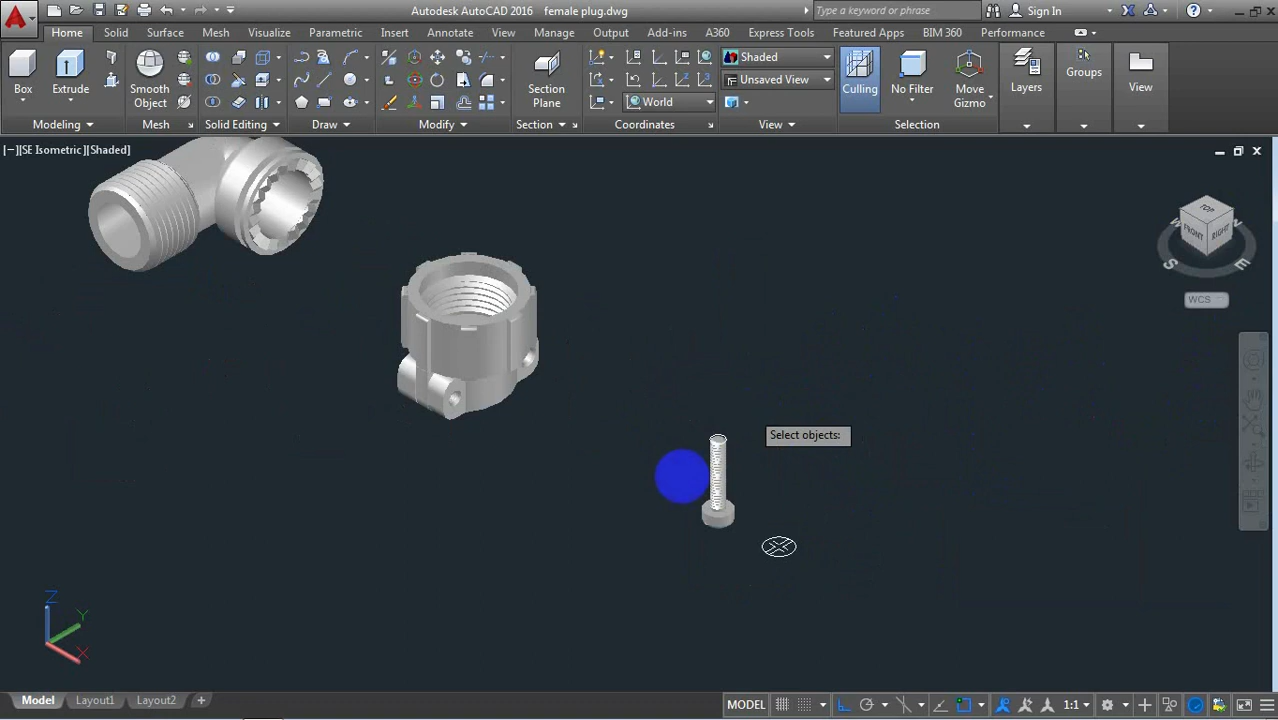 Autodesk AutoCAD 2016 female plug.dwg
Type a keyword or phrase
Sign In
Home Solid Surface Mesh Visualize Parametric Insert Annotate View Manage Output Add-ins A360 Express Tools Featured Apps BIM 360 Performance
Box
Extrude
Smooth
Object
Section
Plane
Shaded
Unsaved View
World
Culling
No Filter
Move
Gizmo
Layers
Groups
View
Modeling
Mesh
Solid Editing
Draw
Modify
Section
Coordinates
View
Selection
[−][SE Isometric][Shaded]
TOP
FRONT
RIGHT
W
N
S
E
WCS
Select objects:
Z
Y
X
Model
Layout1
Layout2
MODEL
1:1